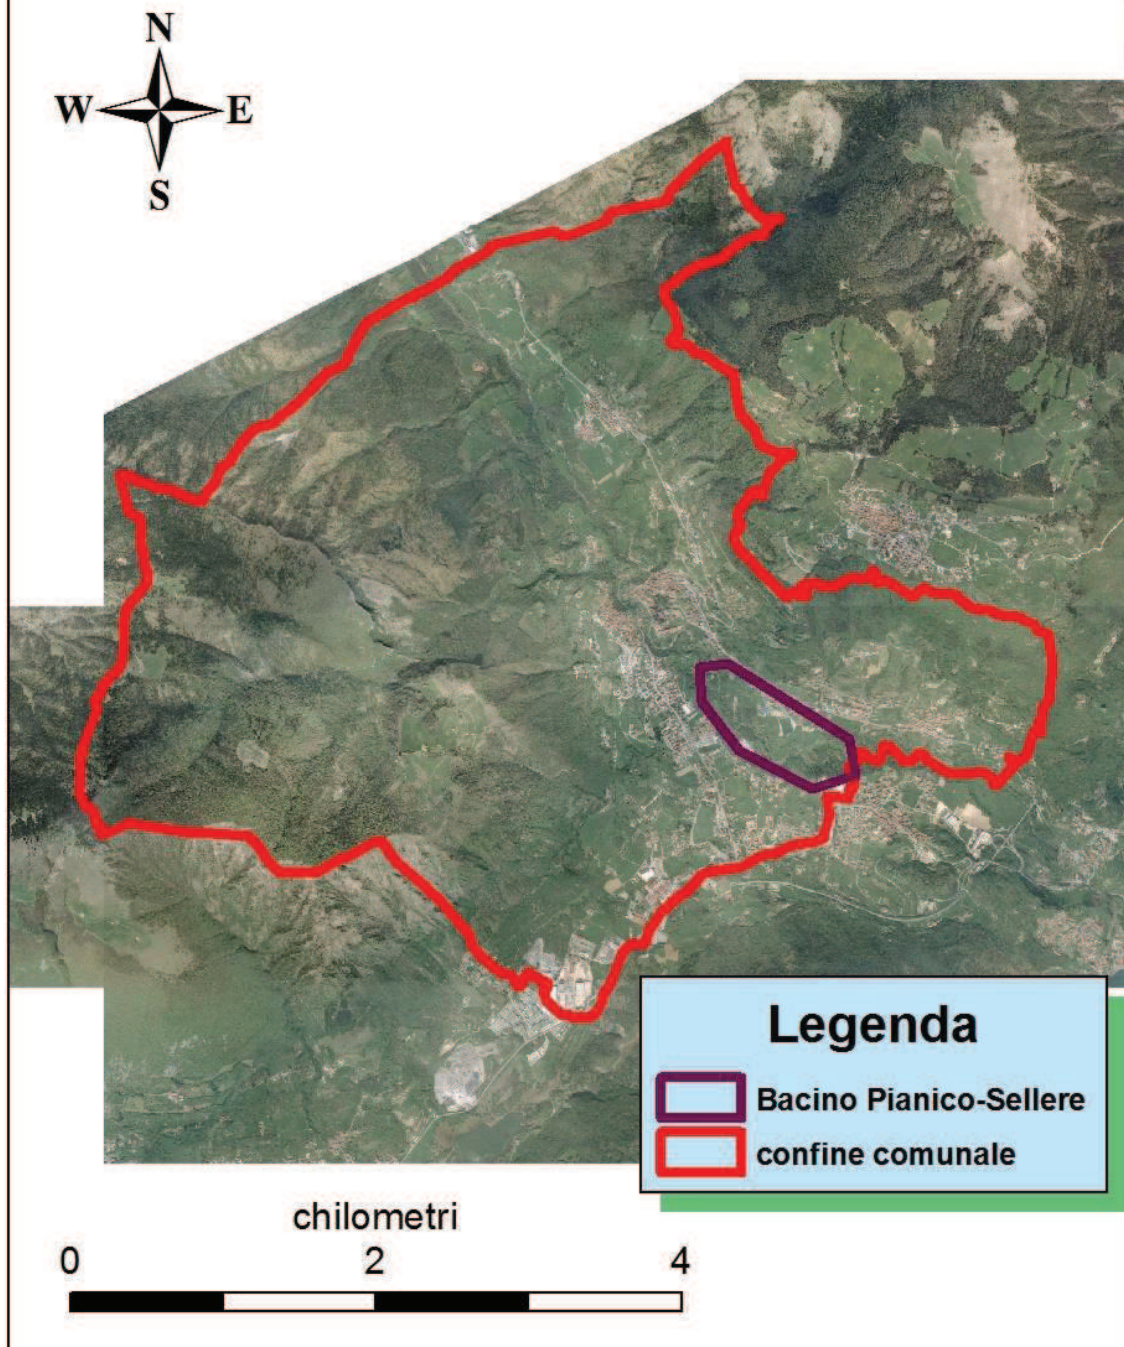 N
W E
S
Legenda
Bacino Pianico-Sellere
confine comunale
chilometri
0 2 4